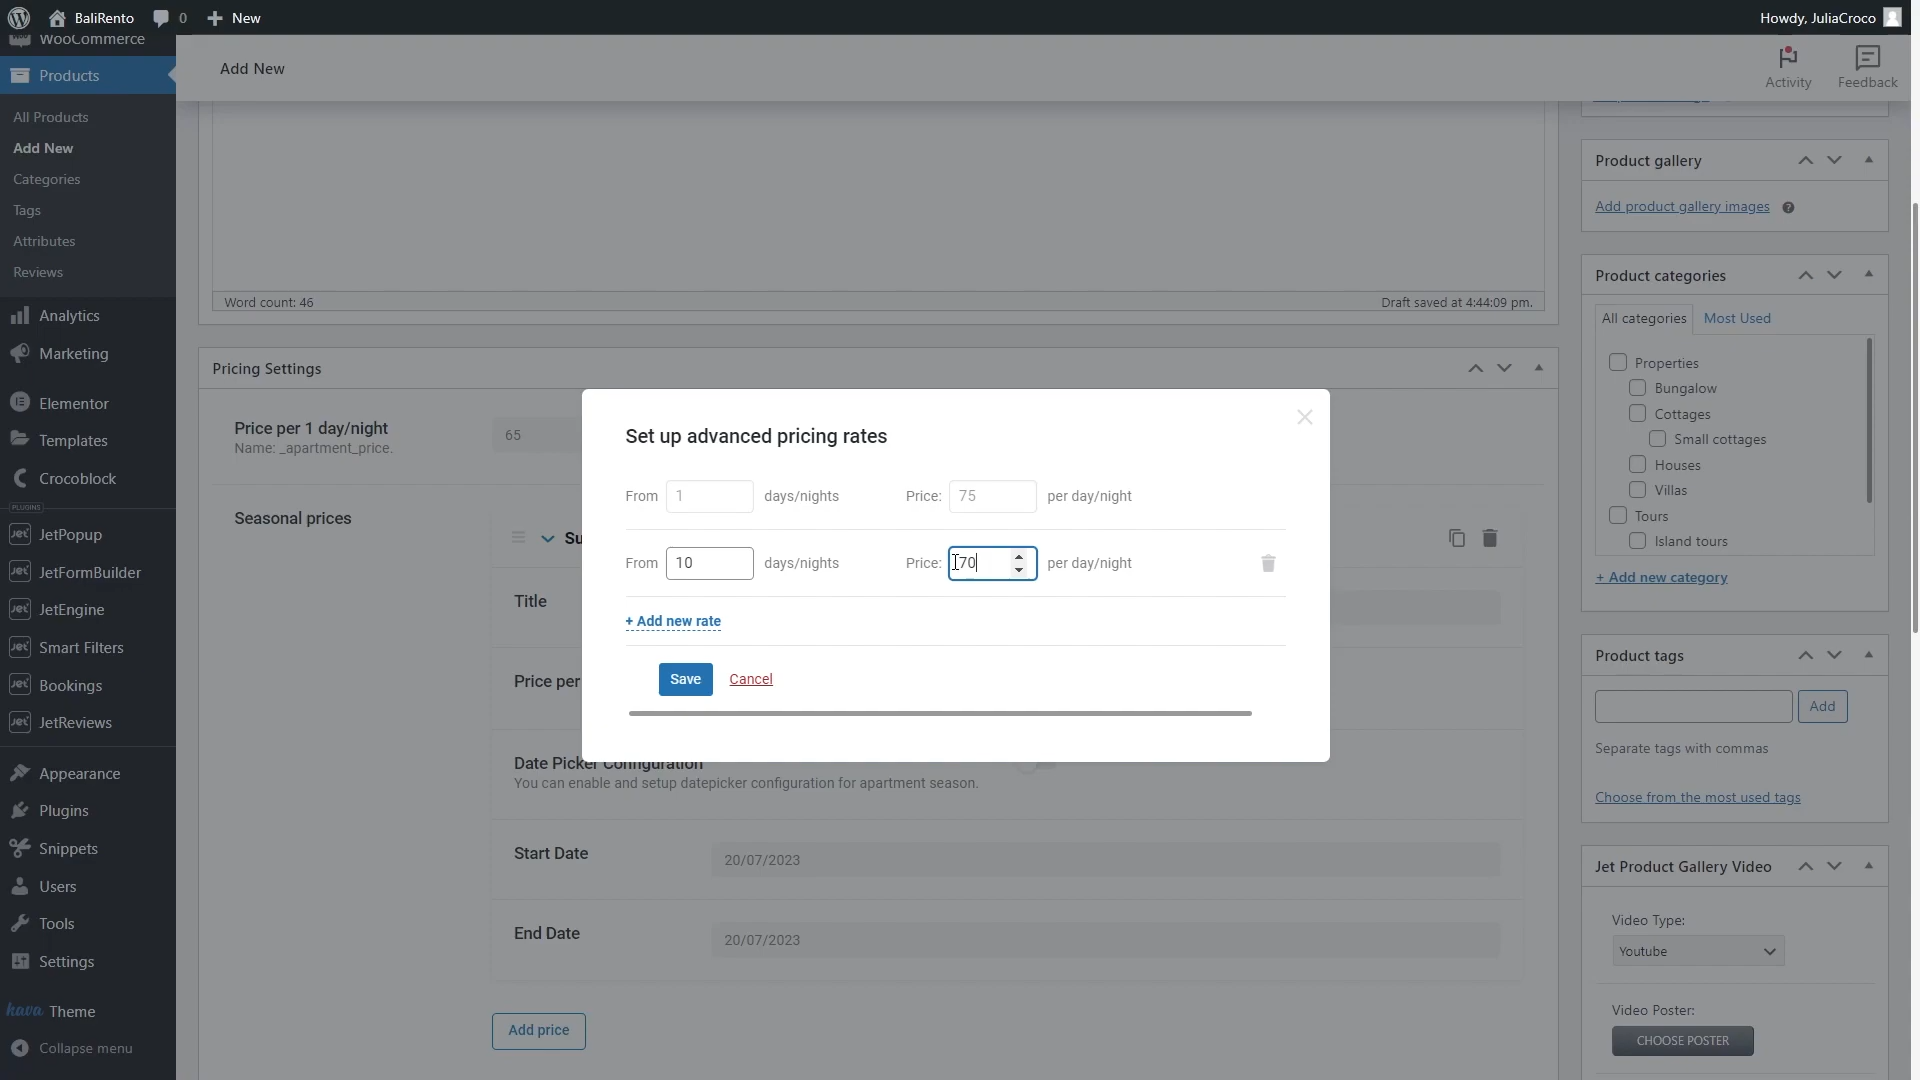 BaliRento
0
New
Howdy, JuliaCroco
WooCommerce
Products
All Products
Add New
Categories
Tags
Attributes
Reviews
Analytics
Marketing
Elementor
Templates
Crocoblock
PLUGINS
JetPopup
JetFormBuilder
JetEngine
Smart Filters
Bookings
JetReviews
Appearance
Plugins
Snippets
Users
Tools
Settings
hava Theme
Collapse menu
Add New
Activity
Feedback
Word count: 46
Draft saved at 4:44:09 pm.
Pricing Settings
Price per 1 day/night
Name: _apartment_price.
65
Seasonal prices
Su
Title
Price per
Date Picker Configuration
You can enable and setup datepicker configuration for apartment season.
Start Date
20/07/2023
End Date
20/07/2023
Add price
Set up advanced pricing rates
From 1 days/nights Price: 75 per day/night
From 10 days/nights Price: 70 per day/night
+ Add new rate
Save
Cancel
Product gallery
Add product gallery images
Product categories
All categories
Most Used
Properties
Bungalow
Cottages
Small cottages
Houses
Villas
Tours
Island tours
+ Add new category
Product tags
Add
Separate tags with commas
Choose from the most used tags
Jet Product Gallery Video
Video Type:
Youtube
Video Poster:
CHOOSE POSTER